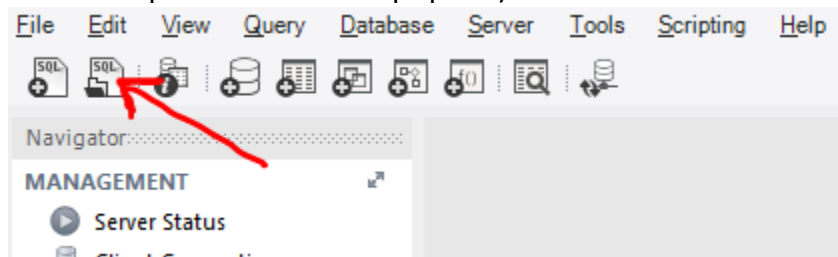 File Edit View Query Database Server Tools Scripting Help
SQL SQL
Navigator
MANAGEMENT
Server Status